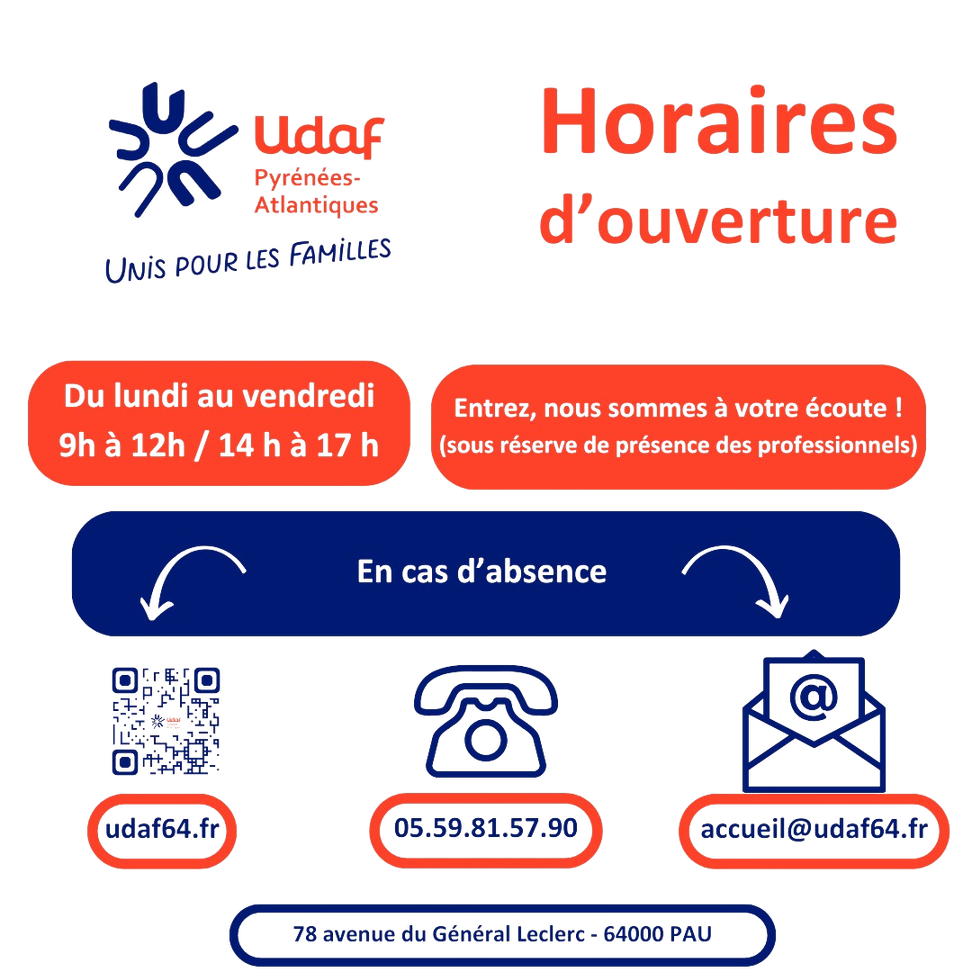 Udaf
Pyrénées-
Atlantiques
UNIS POUR LES FAMILLES
Horaires
d'ouverture
Du lundi au vendredi
9h à 12h / 14 h à 17 h
Entrez, nous sommes à votre écoute !
(sous réserve de présence des professionnels)
En cas d'absence
Udaf
@
udaf64.fr
05.59.81.57.90
accueil@udaf64.fr
78 avenue du Général Leclerc - 64000 PAU